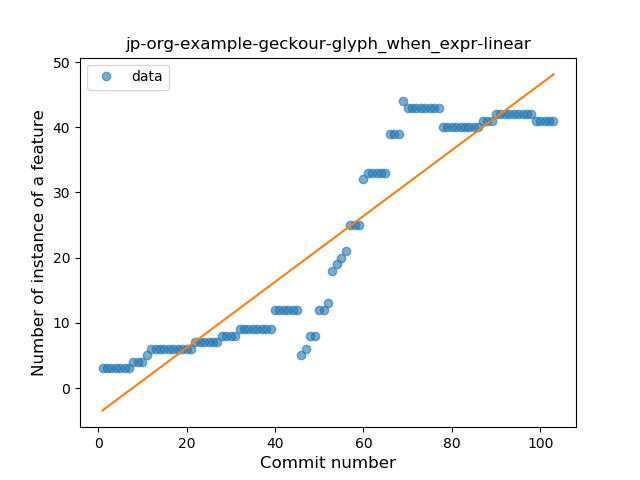 jp-org-example-geckour-glyph_when_expr-linear
data
Number of instance of a feature
50
40
30
20
10
0
0 20 40 60 80 100
Commit number